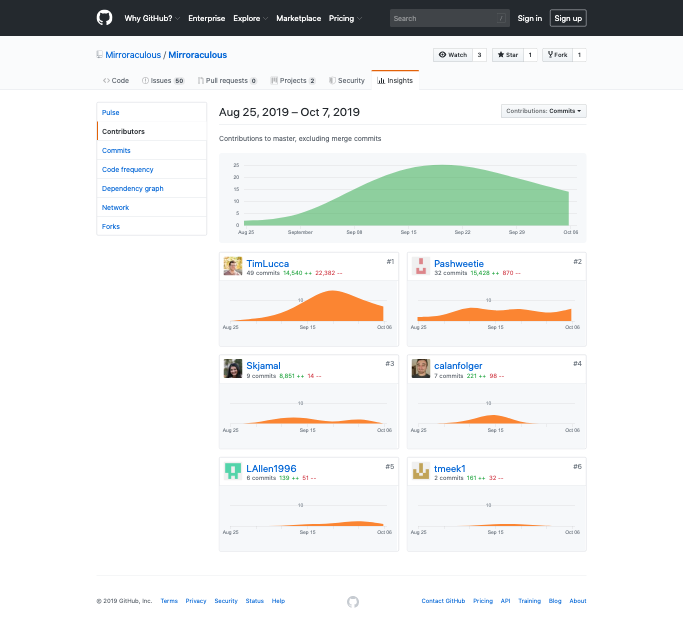 Why GitHub? Enterprise Explore Marketplace Pricing Search / Sign in Sign up
Mirroraculous / Mirroraculous
Watch 3 Star 1 Fork 1
Code Issues 50 Pull requests 0 Projects 2 Security Insights
Pulse
Contributors
Commits
Code frequency
Dependency graph
Network
Forks
Aug 25, 2019 – Oct 7, 2019
Contributions: Commits
Contributions to master, excluding merge commits
25
20
15
10
5
0
Aug 25 September Sep 08 Sep 15 Sep 22 Sep 29 Oct 06
TimLucca #1
49 commits 14,540 ++ 22,382 --
10
Aug 25 Sep 15 Oct 06
Pashweetie #2
32 commits 15,428 ++ 870 --
10
Aug 25 Sep 15 Oct 06
Skjamal #3
9 commits 8,651 ++ 14 --
10
Aug 25 Sep 15 Oct 06
calanfolger #4
7 commits 221 ++ 98 --
10
Aug 25 Sep 15 Oct 06
LAllen1996 #5
6 commits 139 ++ 51 --
10
Aug 25 Sep 15 Oct 06
tmeek1 #6
2 commits 161 ++ 32 --
10
Aug 25 Sep 15 Oct 06
© 2019 GitHub, Inc. Terms Privacy Security Status Help
Contact GitHub Pricing API Training Blog About